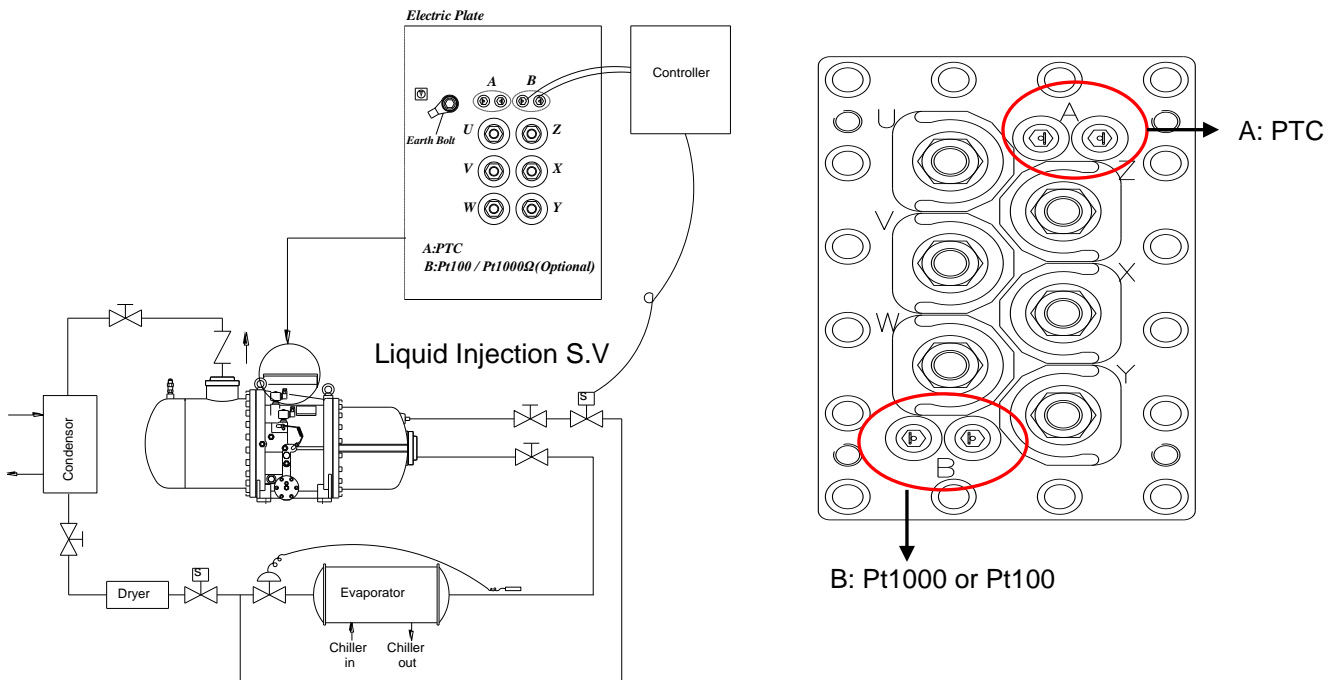 Electric Plate
Controller
A B
Earth Bolt
U Z
V X
W Y
A:PTC
B:Pt100 / Pt1000Ω(Optional)
Liquid Injection S.V
S
Condensor
Dryer
S
Evaporator
Chiller
in
Chiller
out
U A
Z
V
X
W
Y
B
A: PTC
B: Pt1000 or Pt100